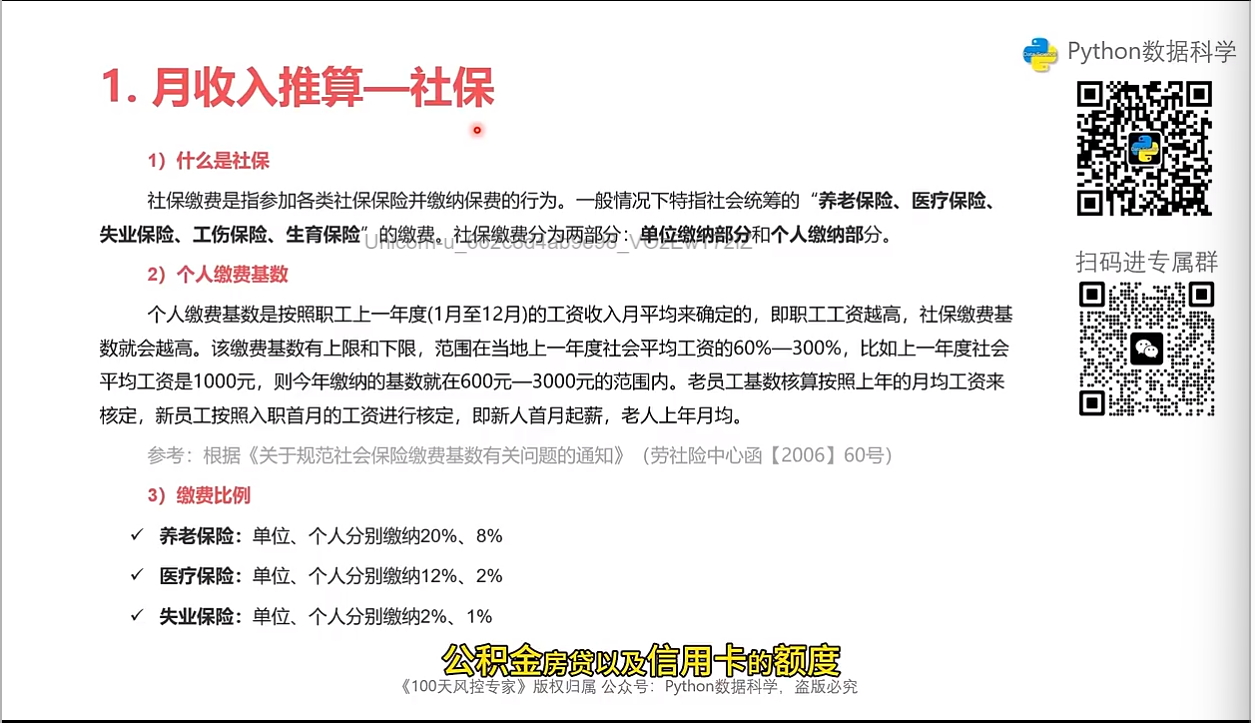 Python数据科学
1. 月收入推算—社保
1）什么是社保
社保缴费是指参加各类社保保险并缴纳保费的行为。一般情况下特指社会统筹的“养老保险、医疗保险、
失业保险、工伤保险、生育保险”的缴费。社保缴费分为两部分：单位缴纳部分和个人缴纳部分。
2）个人缴费基数
个人缴费基数是按照职工上一年度(1月至12月)的工资收入月平均来确定的，即职工工资越高，社保缴费基
数就会越高。该缴费基数有上限和下限，范围在当地上一年度社会平均工资的60%—300%，比如上一年度社会
平均工资是1000元，则今年缴纳的基数就在600元—3000元的范围内。老员工基数核算按照上年的月均工资来
核定，新员工按照入职首月的工资进行核定，即新人首月起薪，老人上年月均。
参考：根据《关于规范社会保险缴费基数有关问题的通知》（劳社险中心函【2006】60号）
3）缴费比例
✓ 养老保险：单位、个人分别缴纳20%、8%
✓ 医疗保险：单位、个人分别缴纳12%、2%
✓ 失业保险：单位、个人分别缴纳2%、1%
扫码进专属群
公积金房贷以及信用卡的额度
《100天风控专家》版权归属 公众号：Python数据科学，盗版必究